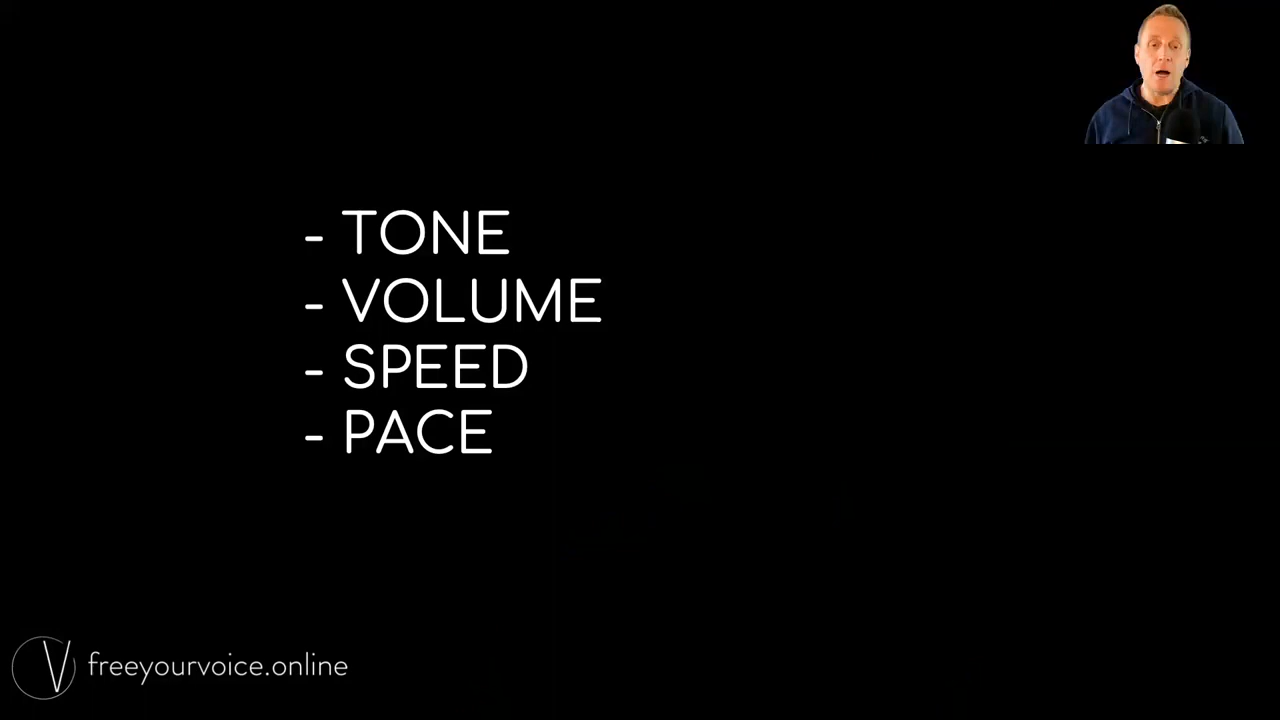 - TONE
- VOLUME
- SPEED
- PACE
freeyourvoice.online